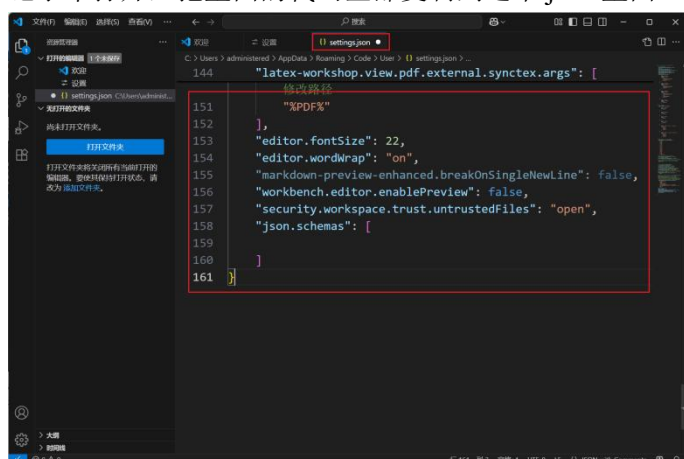 文件(F) 编辑(E) 选择(S) 查看(V) ··· 搜索
资源管理器 ··· 欢迎 设置 {} settings.json ●
打开的编辑器 1个未保存
欢迎
设置
{} settings.json C:\Users\administ...
无打开的文件夹
尚未打开文件夹。
打开文件夹
打开文件夹将关闭所有当前打开的
编辑器。要使其保持打开状态，请
改为 添加文件夹。
大纲
时间线
C: > Users > administered > AppData > Roaming > Code > User > {} settings.json > ...
144 "latex-workshop.view.pdf.external.synctex.args": [
修改路径
151 "%PDF%"
152 ],
153 "editor.fontSize": 22,
154 "editor.wordWrap": "on",
155 "markdown-preview-enhanced.breakOnSingleNewLine": false,
156 "workbench.editor.enablePreview": false,
157 "security.workspace.trust.untrustedFiles": "open",
158 "json.schemas": [
159
160 ]
161 }